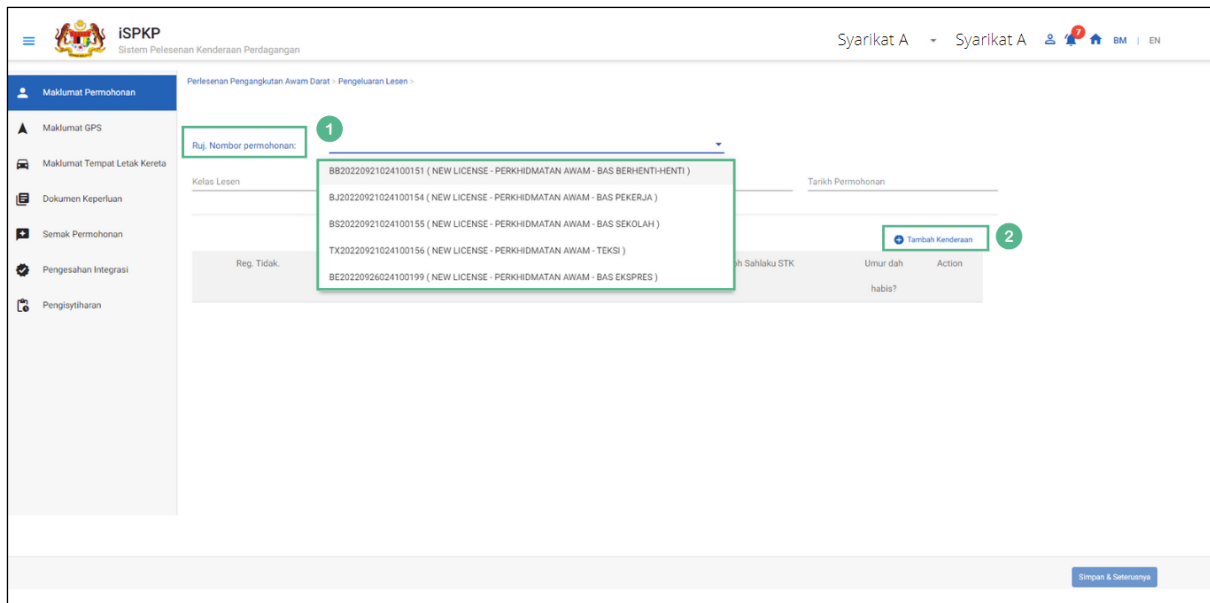 iSPKP
Sistem Pelesenan Kenderaan Perdagangan
Syarikat A Syarikat A 7 BM | EN
Maklumat Permohonan
Maklumat GPS
Maklumat Tempat Letak Kereta
Dokumen Keperluan
Semak Permohonan
Pengesahan Integrasi
Pengisytiharan
Perlesenan Pengangkutan Awam Darat » Pengeluaran Lesen »
1
Ruj. Nombor permohonan:
BB20220921024100151 ( NEW LICENSE - PERKHIDMATAN AWAM - BAS BERHENTI-HENTI )
BJ20220921024100154 ( NEW LICENSE - PERKHIDMATAN AWAM - BAS PEKERJA )
BS20220921024100155 ( NEW LICENSE - PERKHIDMATAN AWAM - BAS SEKOLAH )
TX20220921024100156 ( NEW LICENSE - PERKHIDMATAN AWAM - TEKSI )
BE20220926024100199 ( NEW LICENSE - PERKHIDMATAN AWAM - BAS EKSPRES )
Kelas Lesen
Tarikh Permohonan
Tambah Kenderaan 2
Reg. Tidak. Sahlaku STK Umur dah Action
habis?
Simpan & Seterusnya